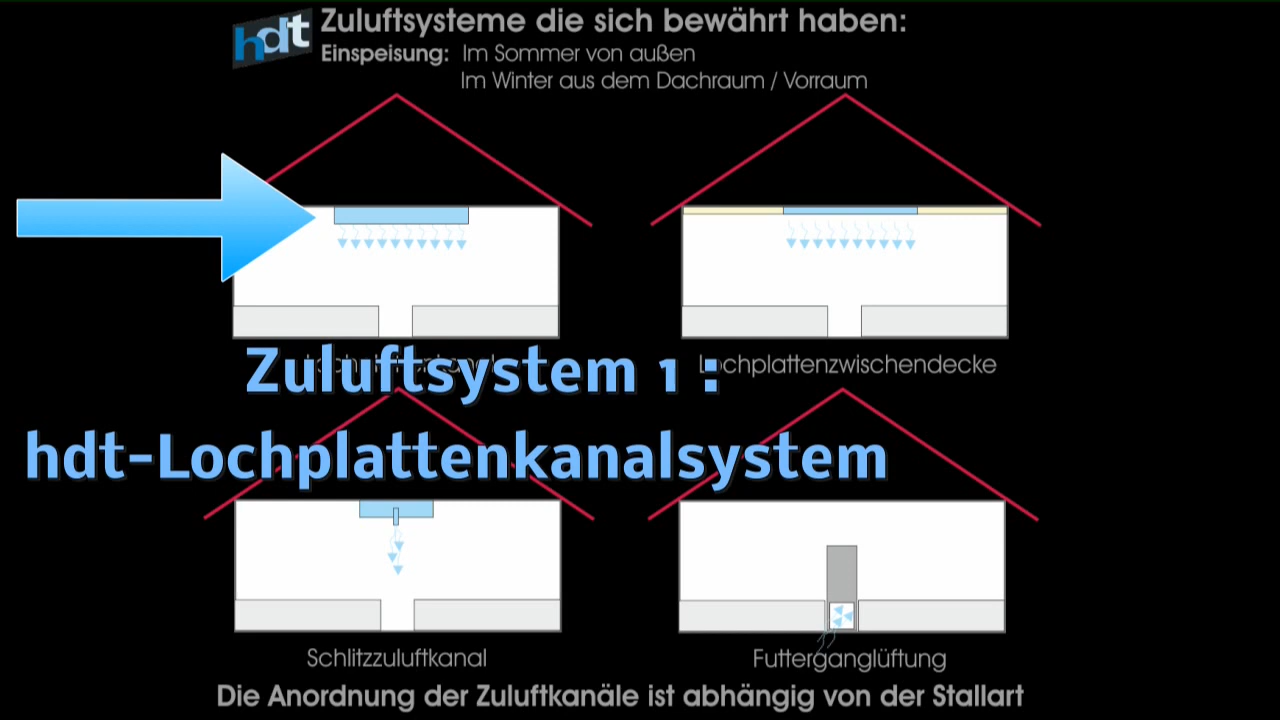 hdt
Zuluftsysteme die sich bewährt haben:
Einspeisung: Im Sommer von außen
Im Winter aus dem Dachraum / Vorraum
Lochplattenzwischendecke
Zuluftsystem 1 :
hdt-Lochplattenkanalsystem
Schlitzzuluftkanal
Futterganglüftung
Die Anordnung der Zuluftkanäle ist abhängig von der Stallart